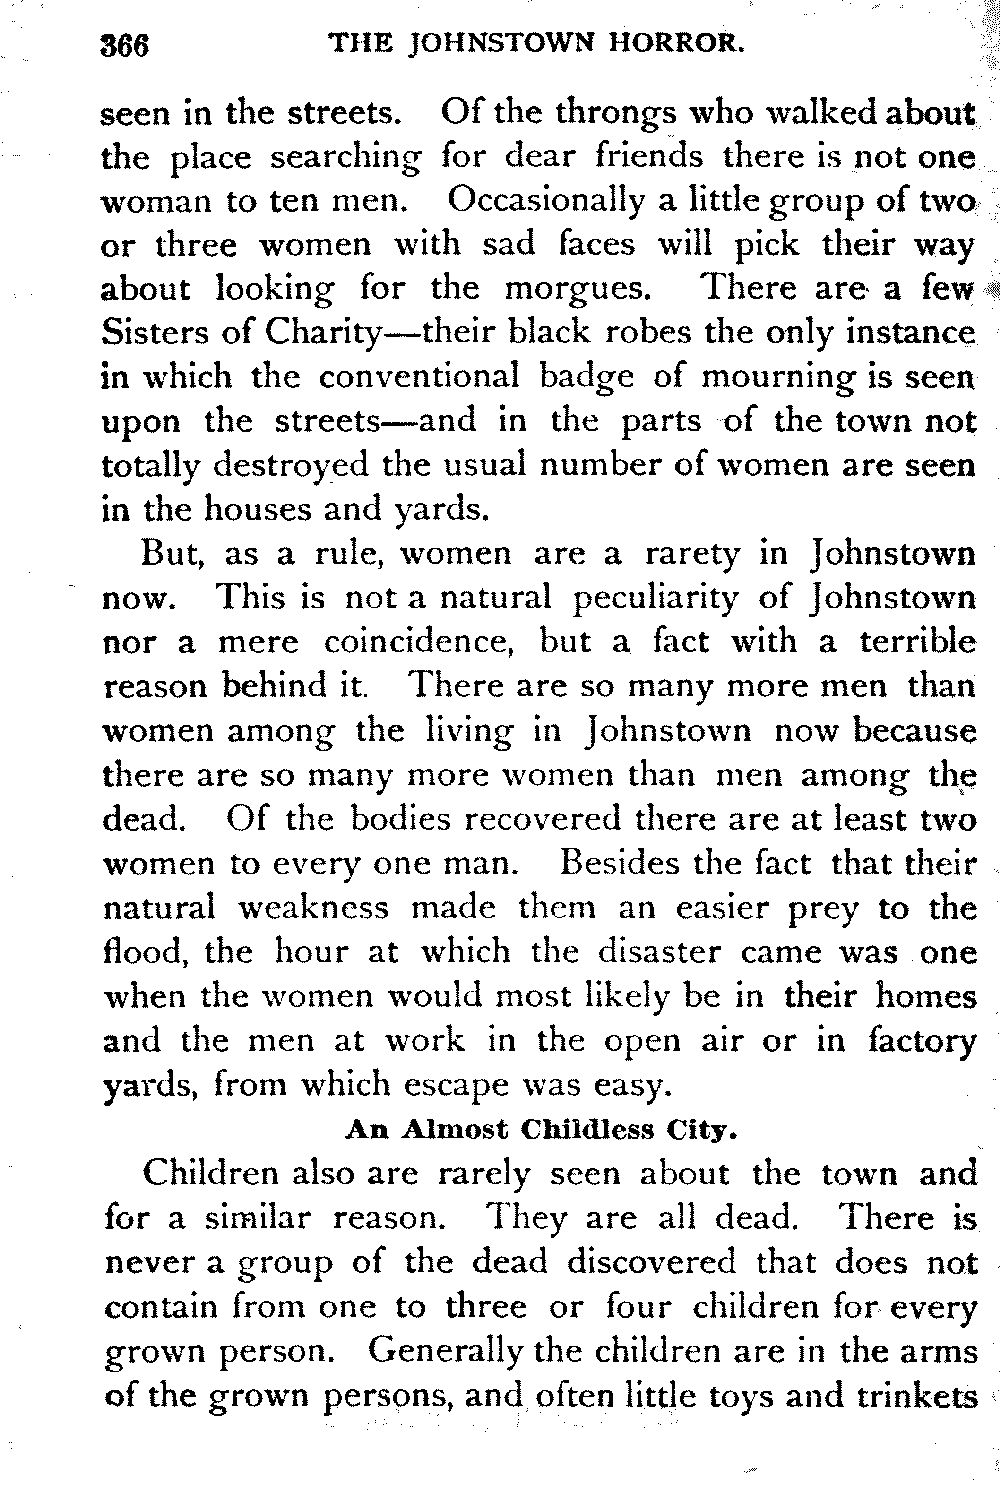 366 THE JOHNSTOWN HORROR.
seen in the streets. Of the throngs who walked about
the place searching for dear friends there is not one
woman to ten men. Occasionally a little group of two
or three women with sad faces will pick their way
about looking for the morgues. There are a few
Sisters of Charity—their black robes the only instance
in which the conventional badge of mourning is seen
upon the streets—and in the parts of the town not
totally destroyed the usual number of women are seen
in the houses and yards.
But, as a rule, women are a rarety in Johnstown
now. This is not a natural peculiarity of Johnstown
nor a mere coincidence, but a fact with a terrible
reason behind it. There are so many more men than
women among the living in Johnstown now because
there are so many more women than men among the
dead. Of the bodies recovered there are at least two
women to every one man. Besides the fact that their
natural weakness made them an easier prey to the
flood, the hour at which the disaster came was one
when the women would most likely be in their homes
and the men at work in the open air or in factory
yards, from which escape was easy.
An Almost Childless City.
Children also are rarely seen about the town and
for a similar reason. They are all dead. There is
never a group of the dead discovered that does not
contain from one to three or four children for every
grown person. Generally the children are in the arms
of the grown persons, and often little toys and trinkets